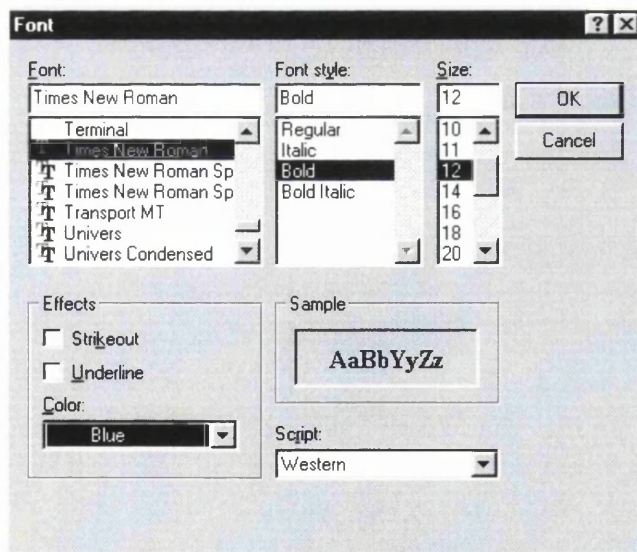 Font
Font: Font style: Size:
Times New Roman Bold 12 OK
Terminal Regular 10 Cancel
Times New Roman Italic 11
Times New Roman Sp Bold 12
Times New Roman Sp Bold Italic 14
Transport MT 16
Univers 18
Univers Condensed 20
Effects Sample
Strikeout
Underline AaBbYyZz
Color:
Blue Script:
Western